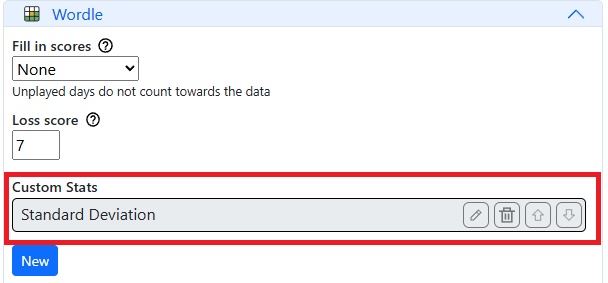 Wordle
Fill in scores ?
None
Unplayed days do not count towards the data
Loss score ?
7
Custom Stats
Standard Deviation
New